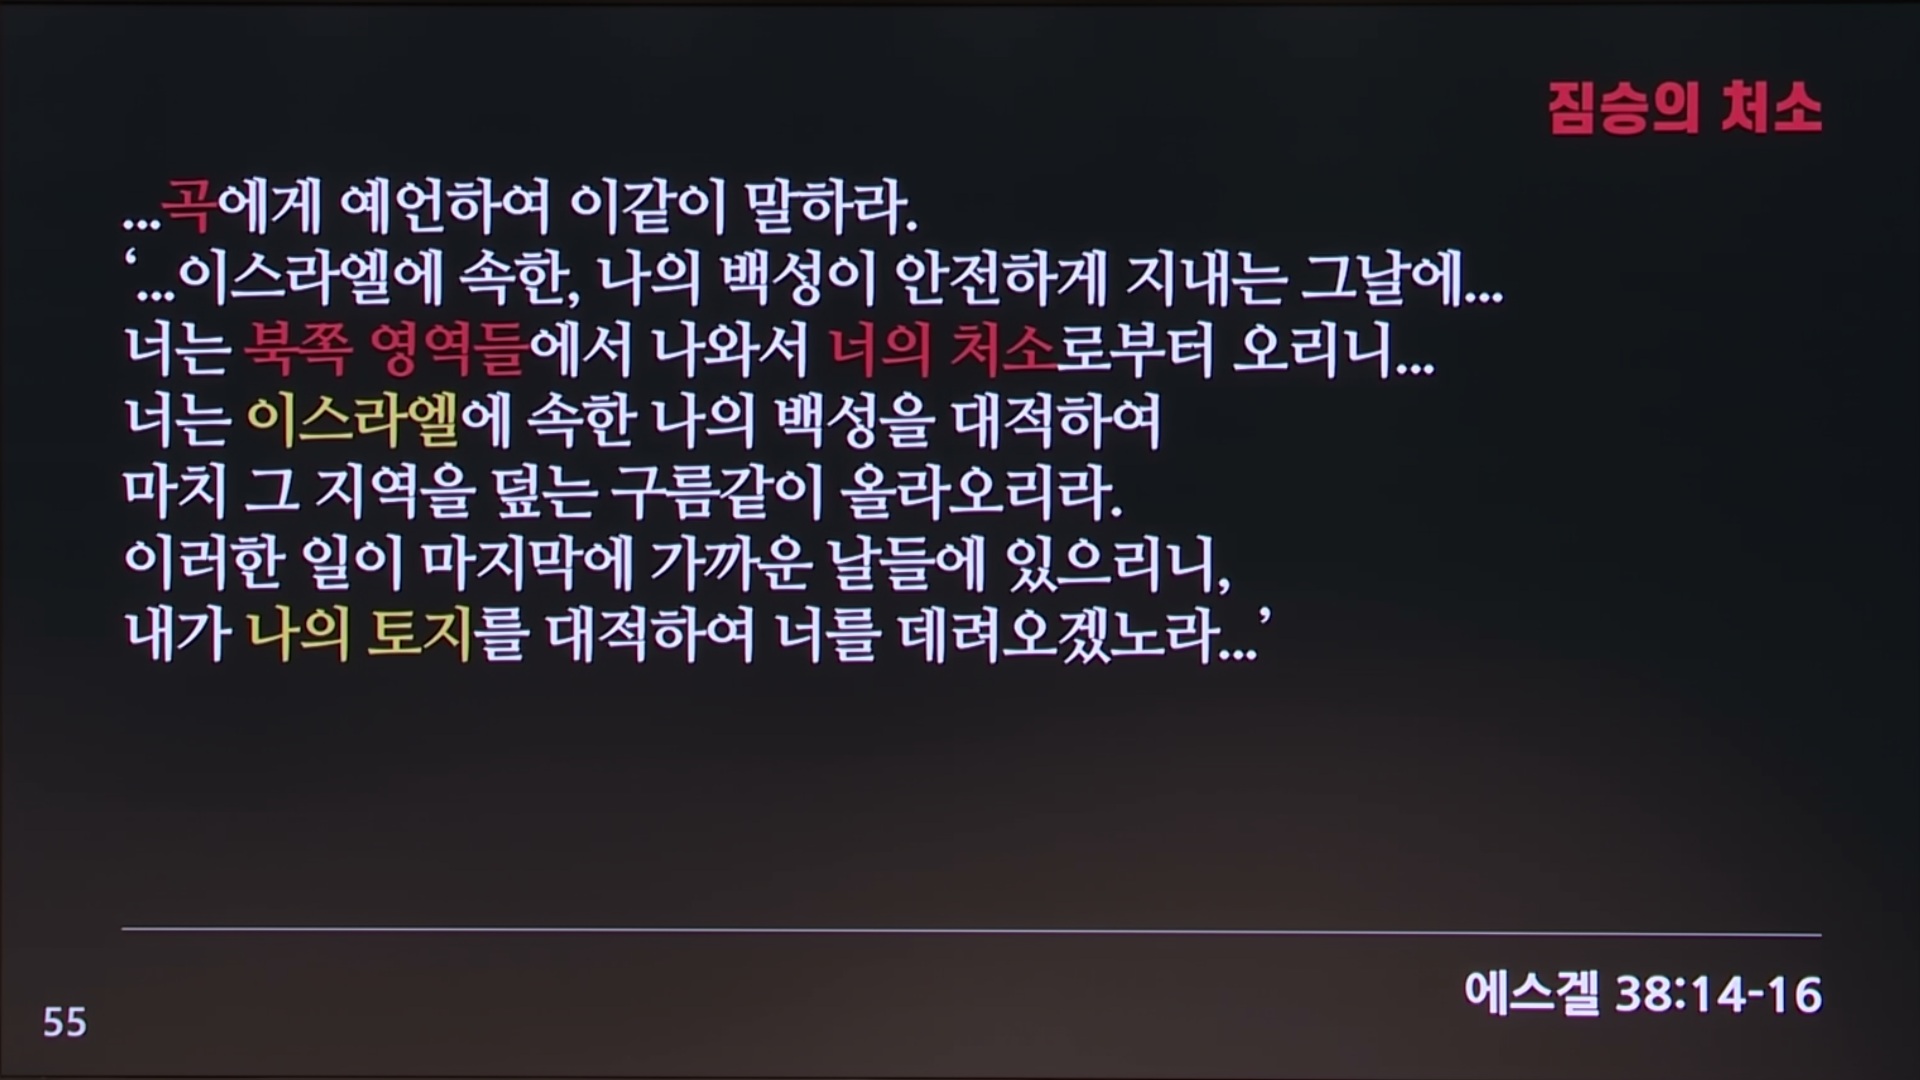 짐승의 처소
...곡에게 예언하여 이같이 말하라.
‘...이스라엘에 속한, 나의 백성이 안전하게 지내는 그날에...
너는 북쪽 영역들에서 나와서 너의 처소로부터 오리니...
너는 이스라엘에 속한 나의 백성을 대적하여
마치 그 지역을 덮는 구름같이 올라오리라.
이러한 일이 마지막에 가까운 날들에 있으리니,
내가 나의 토지를 대적하여 너를 데려오겠노라...’
에스겔 38:14-16
55